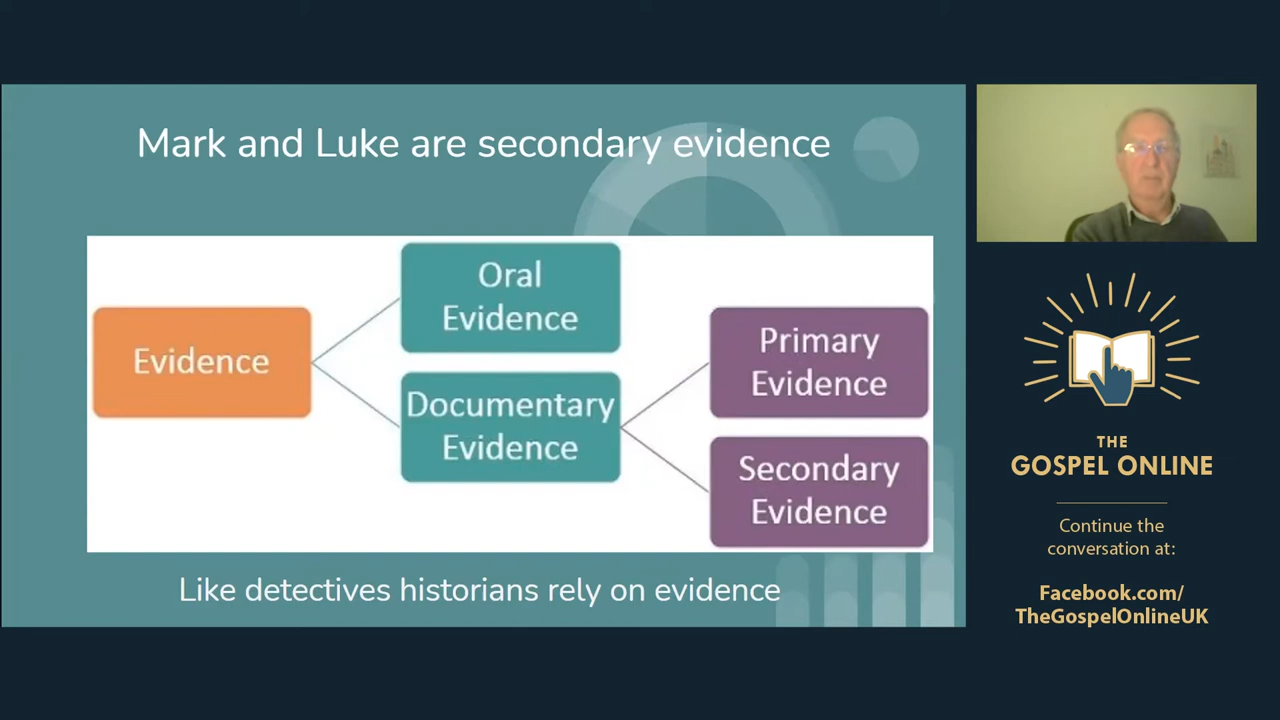 Mark and Luke are secondary evidence
Evidence
Oral
Evidence
Documentary
Evidence
Primary
Evidence
Secondary
Evidence
Like detectives historians rely on evidence
THE
GOSPEL ONLINE
Continue the
conversation at:
Facebook.com/
TheGospelOnlineUK